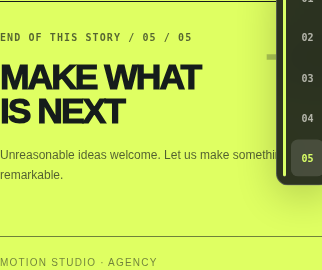 END OF THIS STORY / 05 / 05
MAKE WHAT
IS NEXT
Unreasonable ideas welcome. Let us make
remarkable.
MOTION STUDIO · AGENCY
02
03
04
05